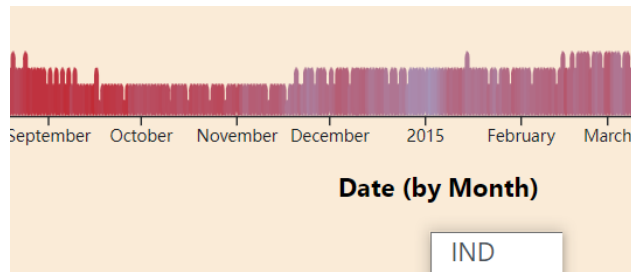 September October November December 2015 February March
Date (by Month)
IND